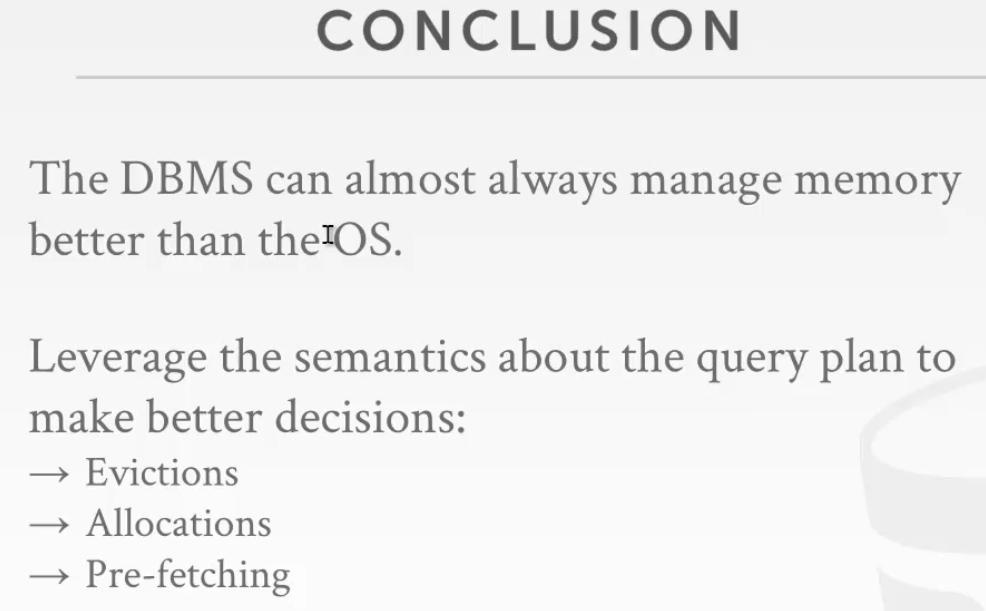 CONCLUSION
The DBMS can almost always manage memory
better than the OS.
Leverage the semantics about the query plan to
make better decisions:
→ Evictions
→ Allocations
→ Pre-fetching